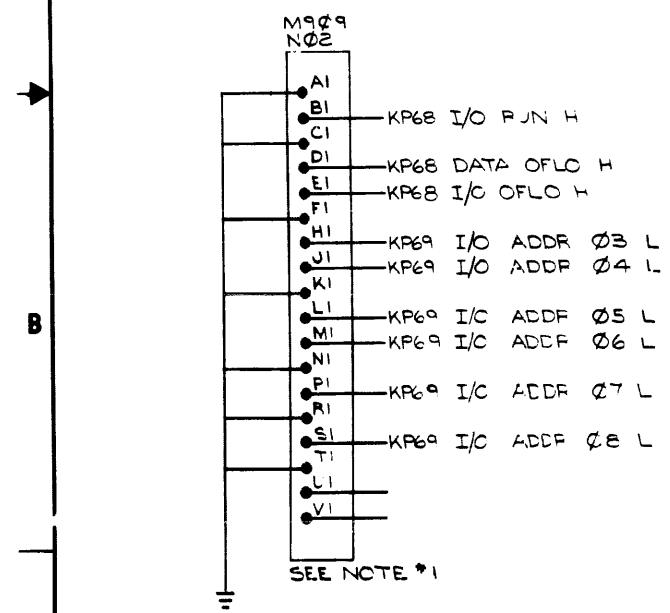 M9Ø9
NØ2
A1
B1 KP68 I/O RUN H
C1
D1 KP68 DATA OFLO H
E1 KP68 I/O OFLO H
F1
H1 KP69 I/O ADDR Ø3 L
J1 KP69 I/O ADDR Ø4 L
K1
L1 KP69 I/O ADDR Ø5 L
M1 KP69 I/O ADDR Ø6 L
B
N1
P1 KP69 I/O ADDR Ø7 L
R1
S1 KP69 I/O ADDR Ø8 L
T1
U1
V1
SEE NOTE *1